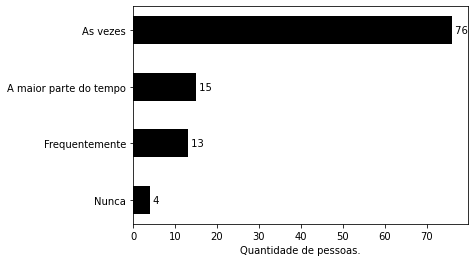 As vezes 76
A maior parte do tempo 15
Frequentemente 13
Nunca 4
0 10 20 30 40 50 60 70
Quantidade de pessoas.